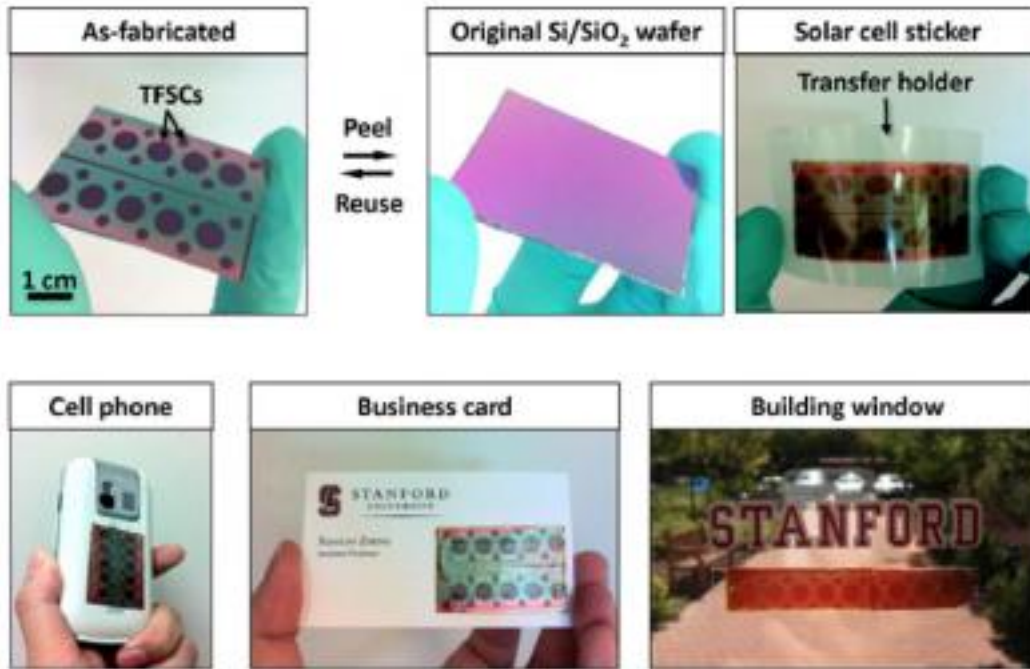 As-fabricated
Original Si/SiO₂ wafer
Solar cell sticker
TFSCs
Peel
Reuse
1 cm
Transfer holder
Cell phone
Business card
Building window
STANFORD
UNIVERSITY
STANFORD